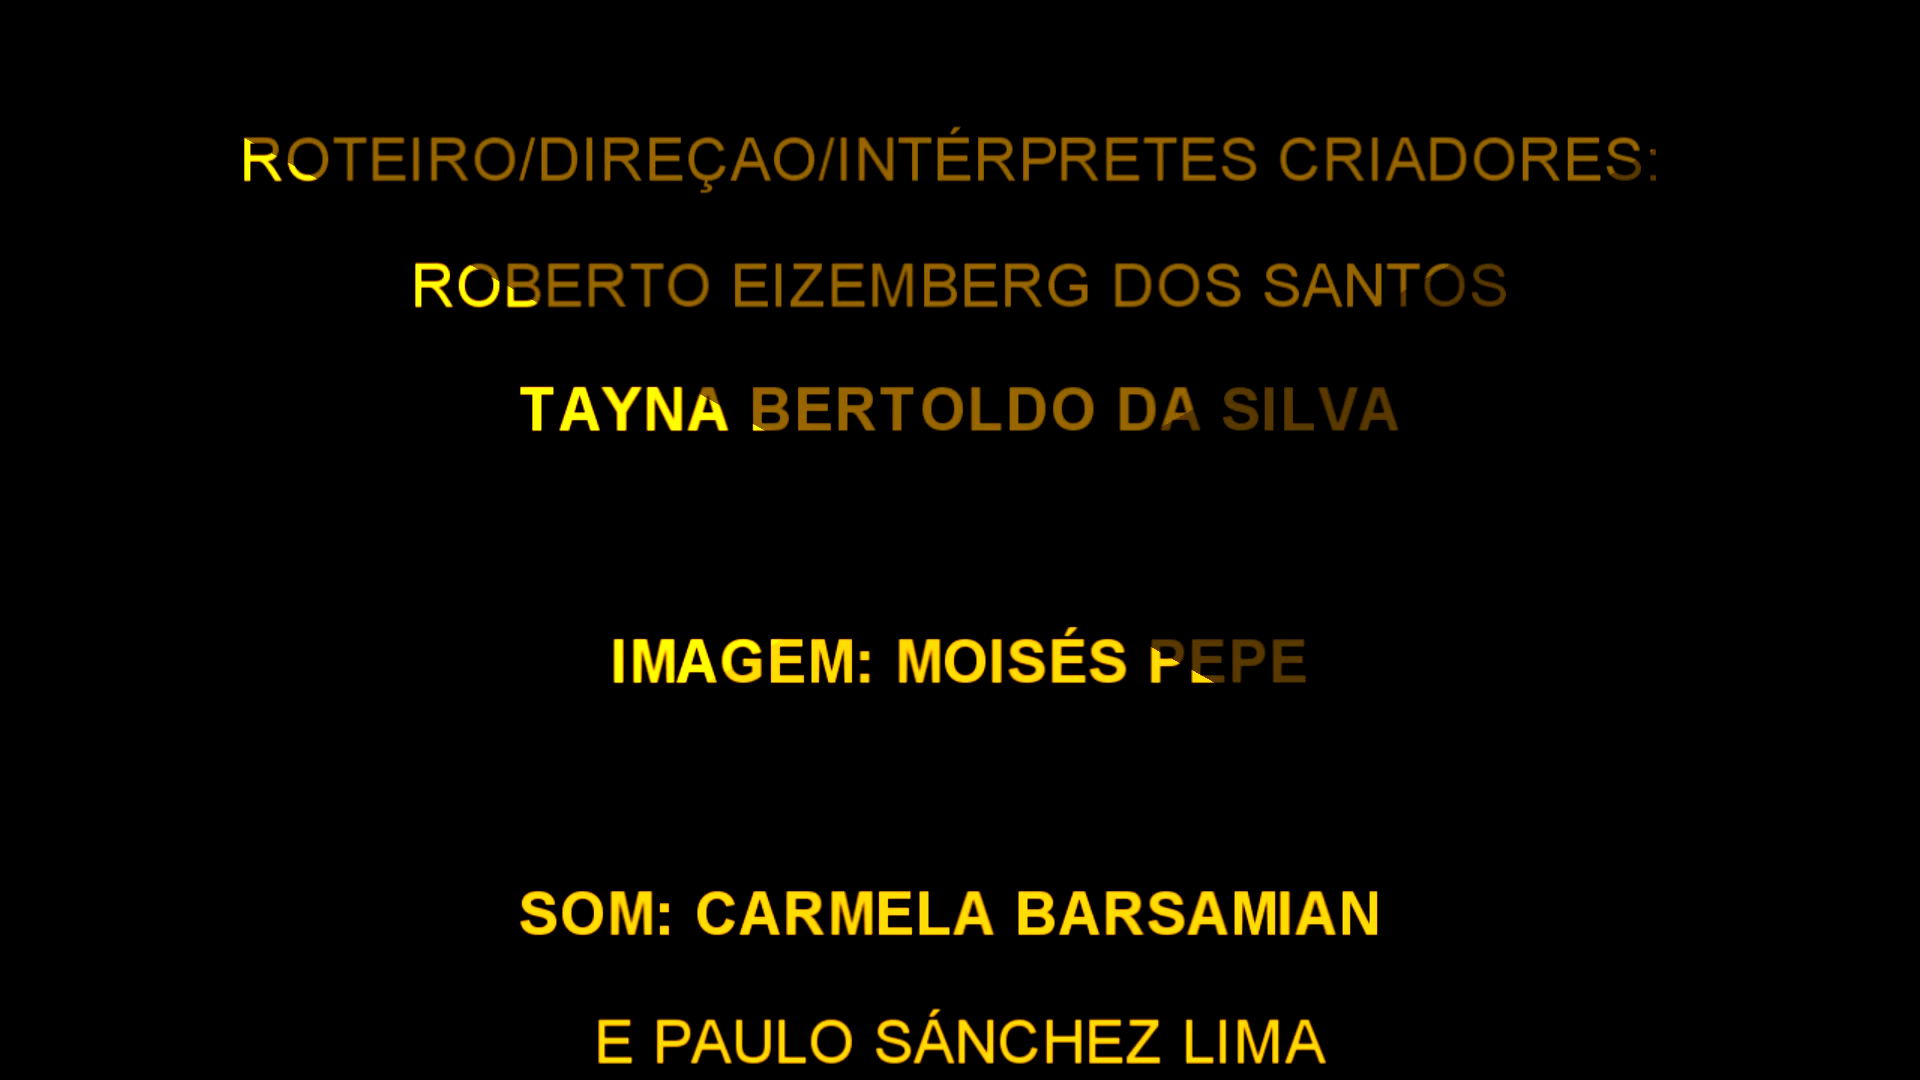 ROTEIRO/DIREÇAO/INTÉRPRETES CRIADORES:
ROBERTO EIZEMBERG DOS SANTOS
TAYNA BERTOLDO DA SILVA
IMAGEM: MOISÉS PEPE
SOM: CARMELA BARSAMIAN
E PAULO SÁNCHEZ LIMA